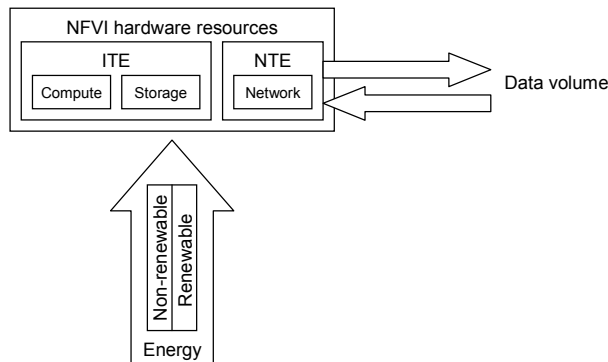 NFVI hardware resources
ITE
NTE
Compute
Storage
Network
Data volume
Non-renewable
Renewable
Energy